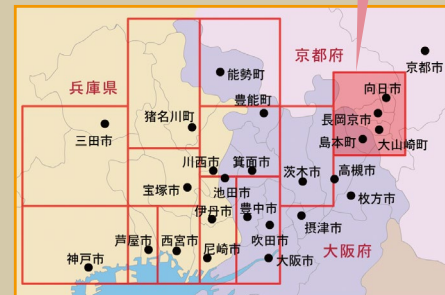 京都府
京都市
兵庫県
能勢町
向日市
豊能町
猪名川町
長岡京市
三田市
島本町
大山崎町
川西市
箕面市
茨木市
高槻市
池田市
宝塚市
枚方市
伊丹市
豊中市
摂津市
芦屋市
西宮市
尼崎市
吹田市
大阪府
神戸市
大阪市